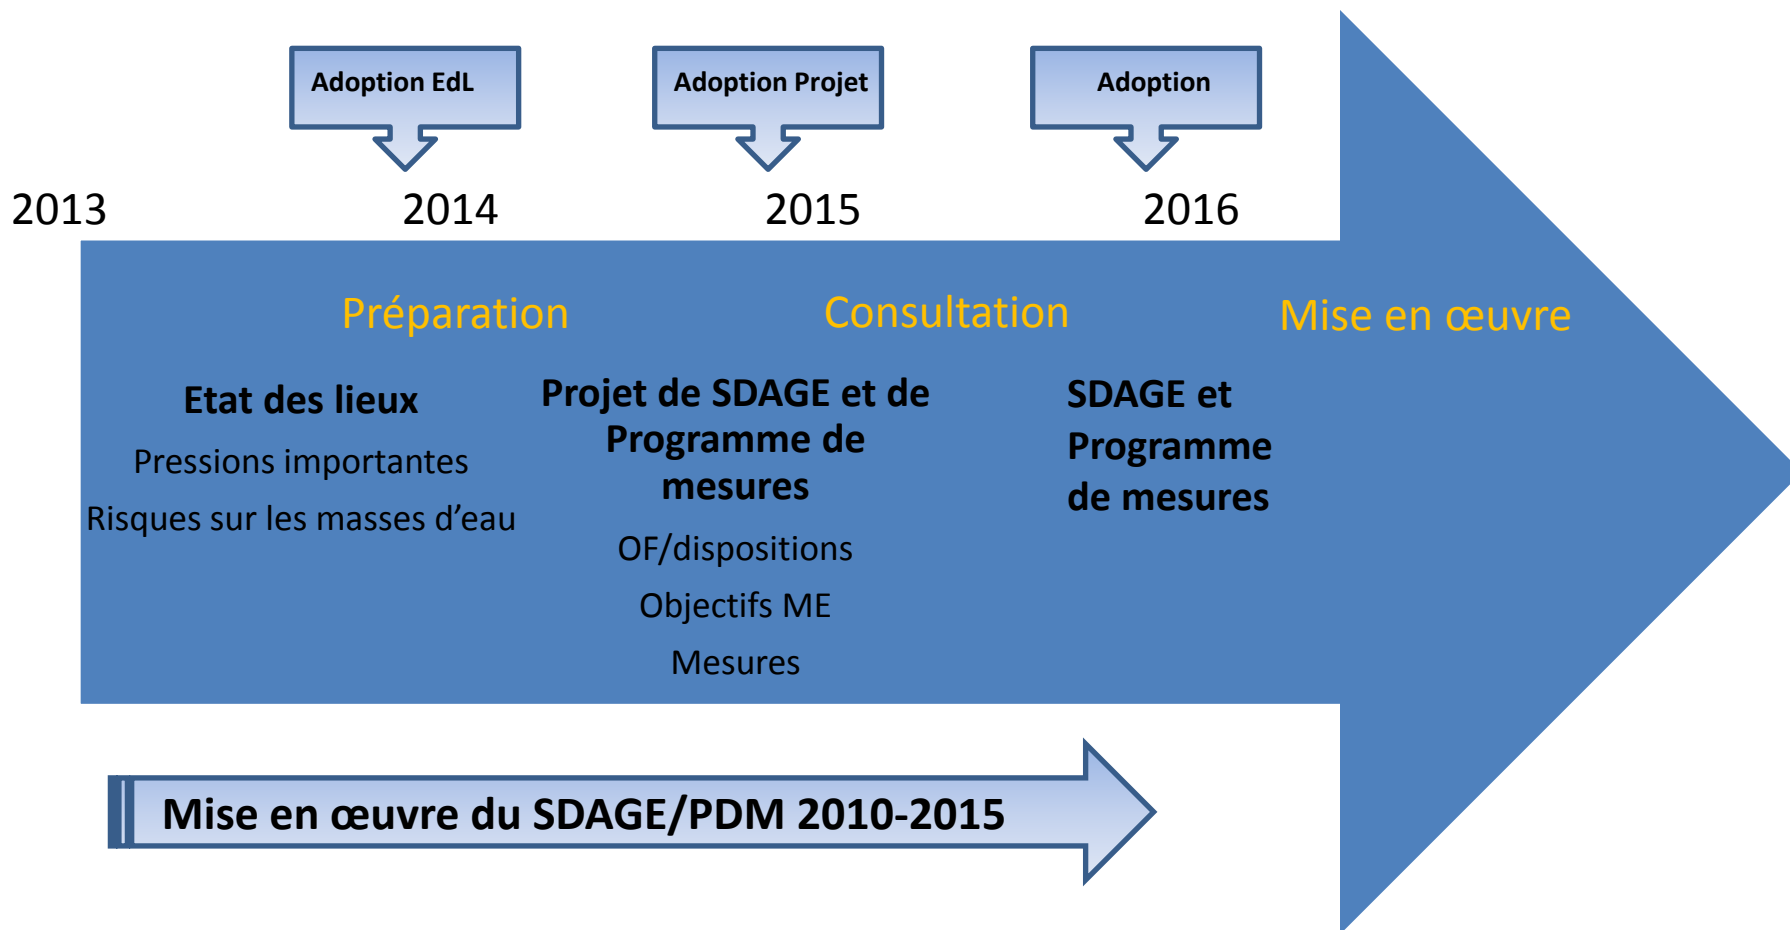 Adoption EdL
Adoption Projet
Adoption
2013
2014
2015
2016
Préparation
Consultation
Mise en œuvre
Etat des lieux
Pressions importantes
Risques sur les masses d’eau
Projet de SDAGE et de
Programme de
mesures
OF/dispositions
Objectifs ME
Mesures
SDAGE et
Programme
de mesures
Mise en œuvre du SDAGE/PDM 2010-2015